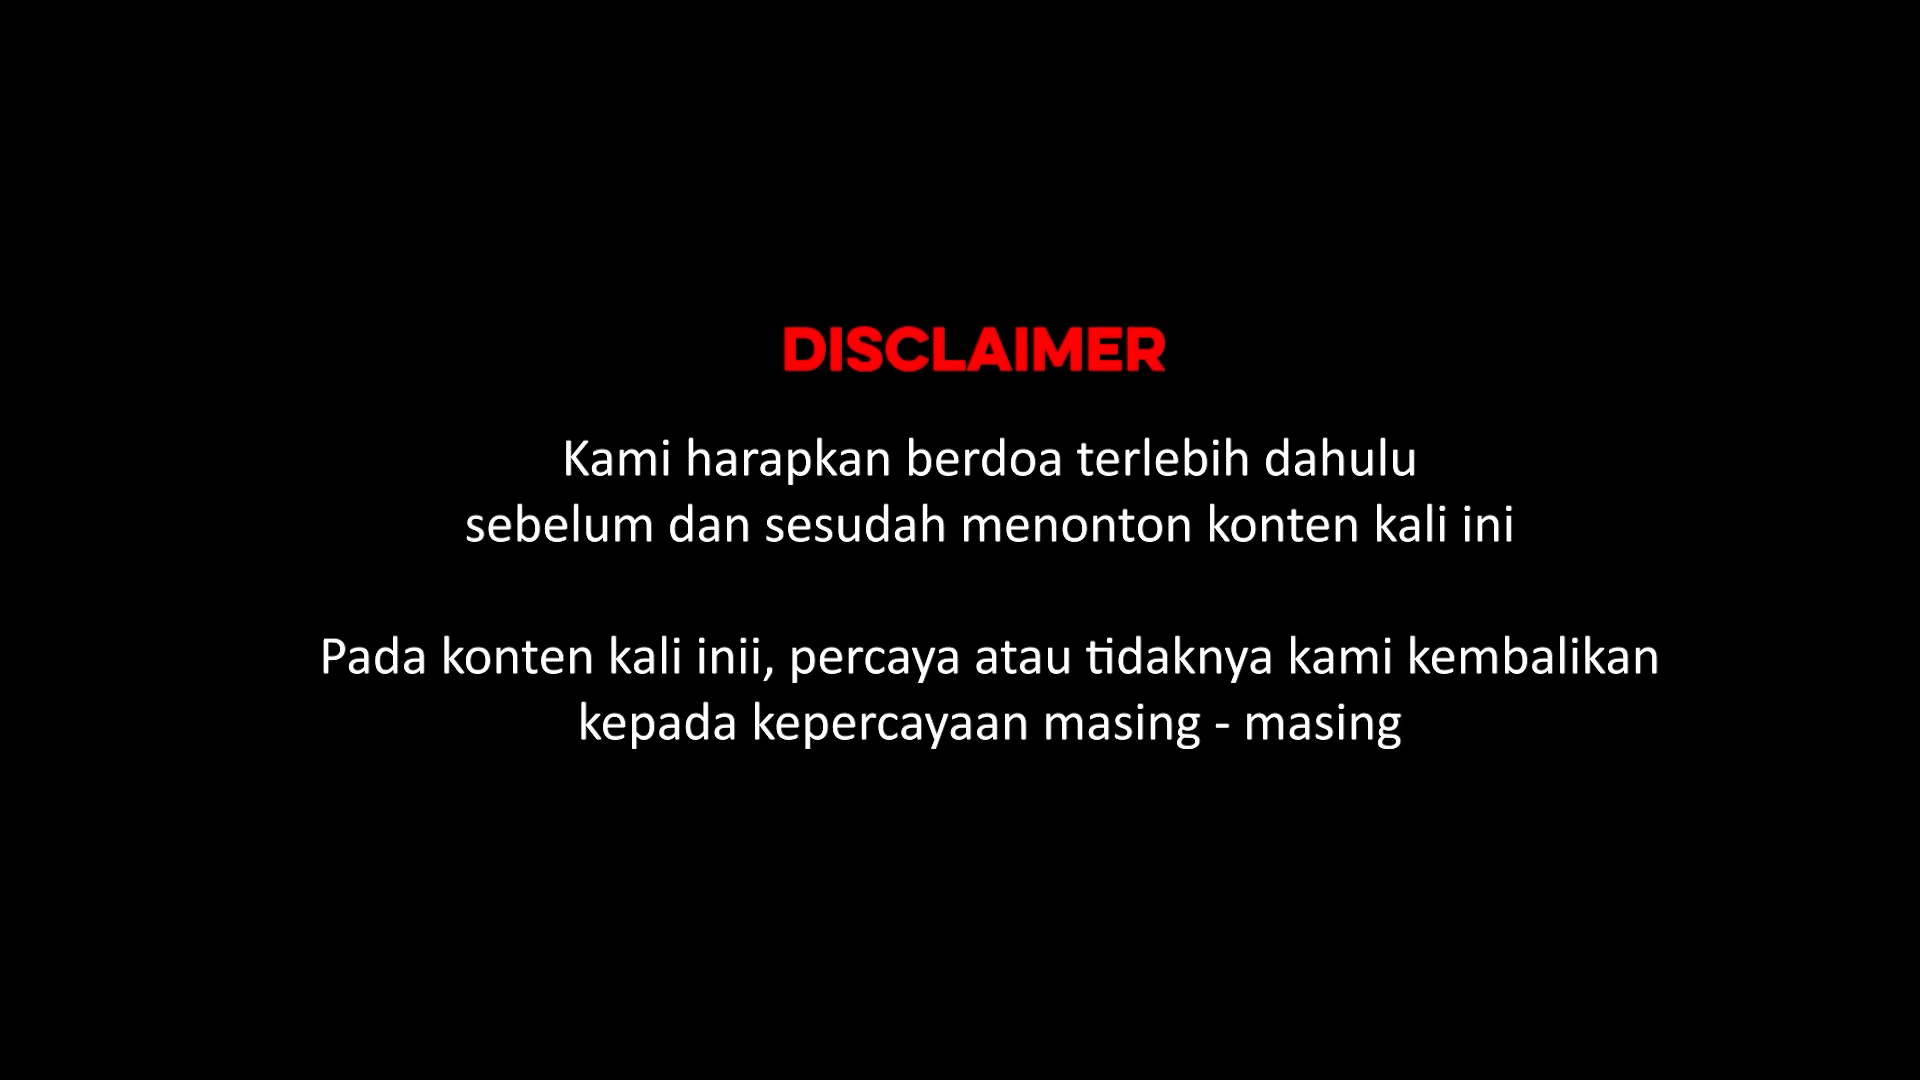 DISCLAIMER
Kami harapkan berdoa terlebih dahulu
sebelum dan sesudah menonton konten kali ini
Pada konten kali inii, percaya atau tidaknya kami kembalikan
kepada kepercayaan masing - masing